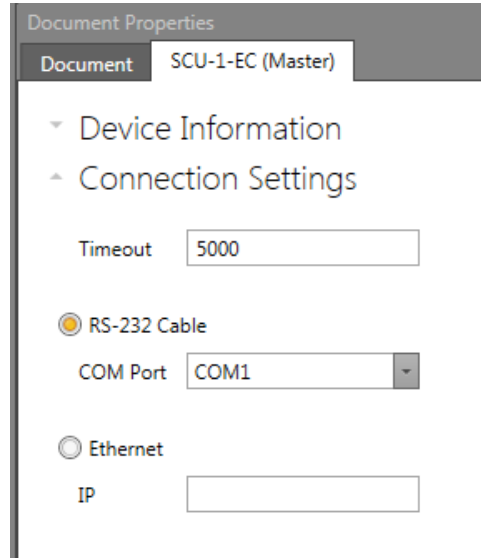 Document Properties
Document SCU-1-EC (Master)
Device Information
Connection Settings
Timeout 5000
RS-232 Cable
COM Port COM1
Ethernet
IP